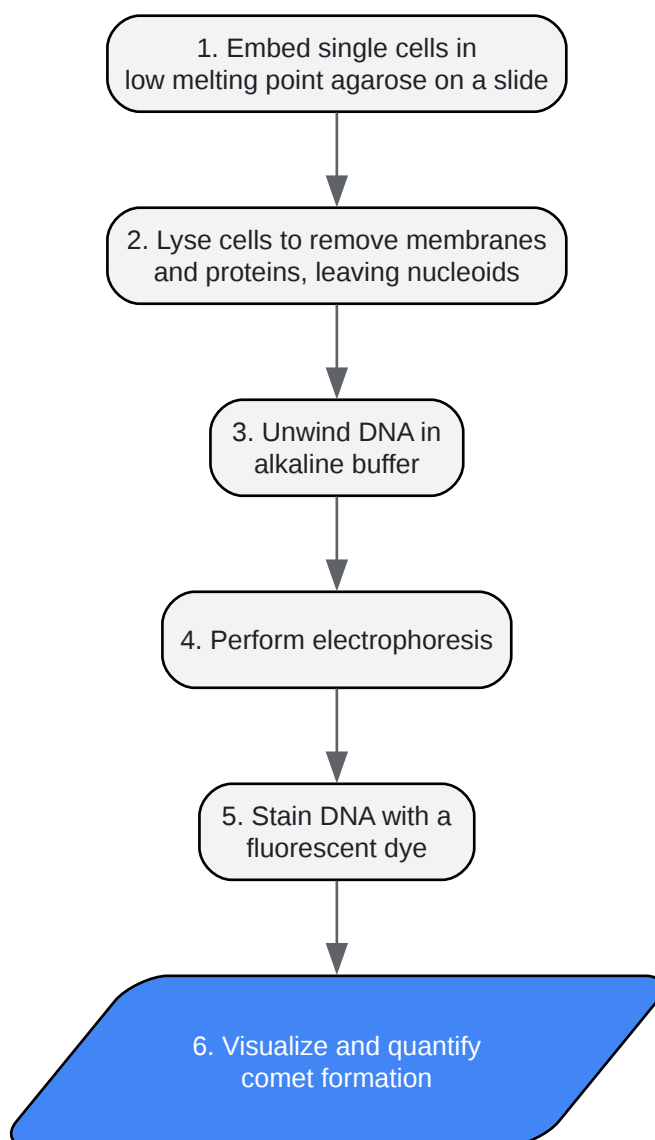 1. Embed single cells in
low melting point agarose on a slide
2. Lyse cells to remove membranes
and proteins, leaving nucleoids
3. Unwind DNA in
alkaline buffer
4. Perform electrophoresis
5. Stain DNA with a
fluorescent dye
6. Visualize and quantify
comet formation